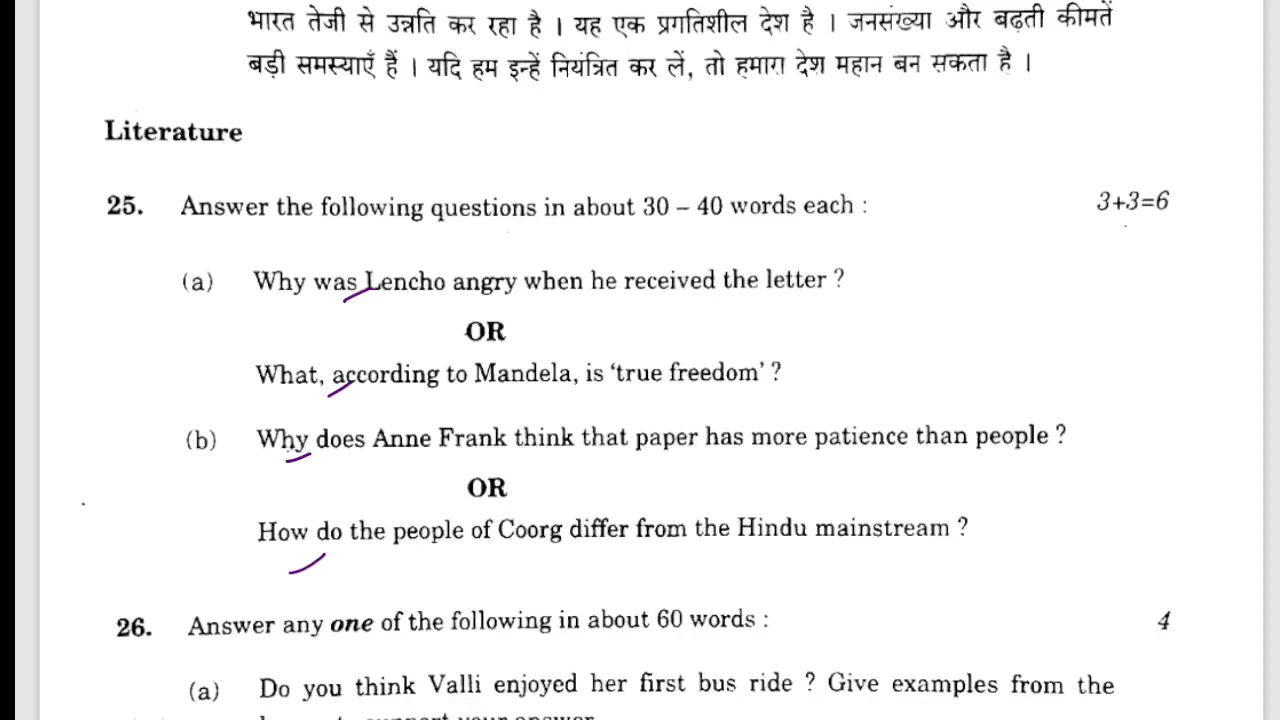 भारत तेजी से उन्नति कर रहा है । यह एक प्रगतिशील देश है । जनसंख्या और बढ़ती कीमतें
बड़ी समस्याएँ हैं । यदि हम इन्हें नियंत्रित कर लें, तो हमारा देश महान बन सकता है ।
Literature
25. Answer the following questions in about 30 – 40 words each : 3+3=6
(a) Why was Lencho angry when he received the letter ?
OR
What, according to Mandela, is ‘true freedom’ ?
(b) Why does Anne Frank think that paper has more patience than people ?
OR
How do the people of Coorg differ from the Hindu mainstream ?
26. Answer any one of the following in about 60 words : 4
(a) Do you think Valli enjoyed her first bus ride ? Give examples from the
support your answer